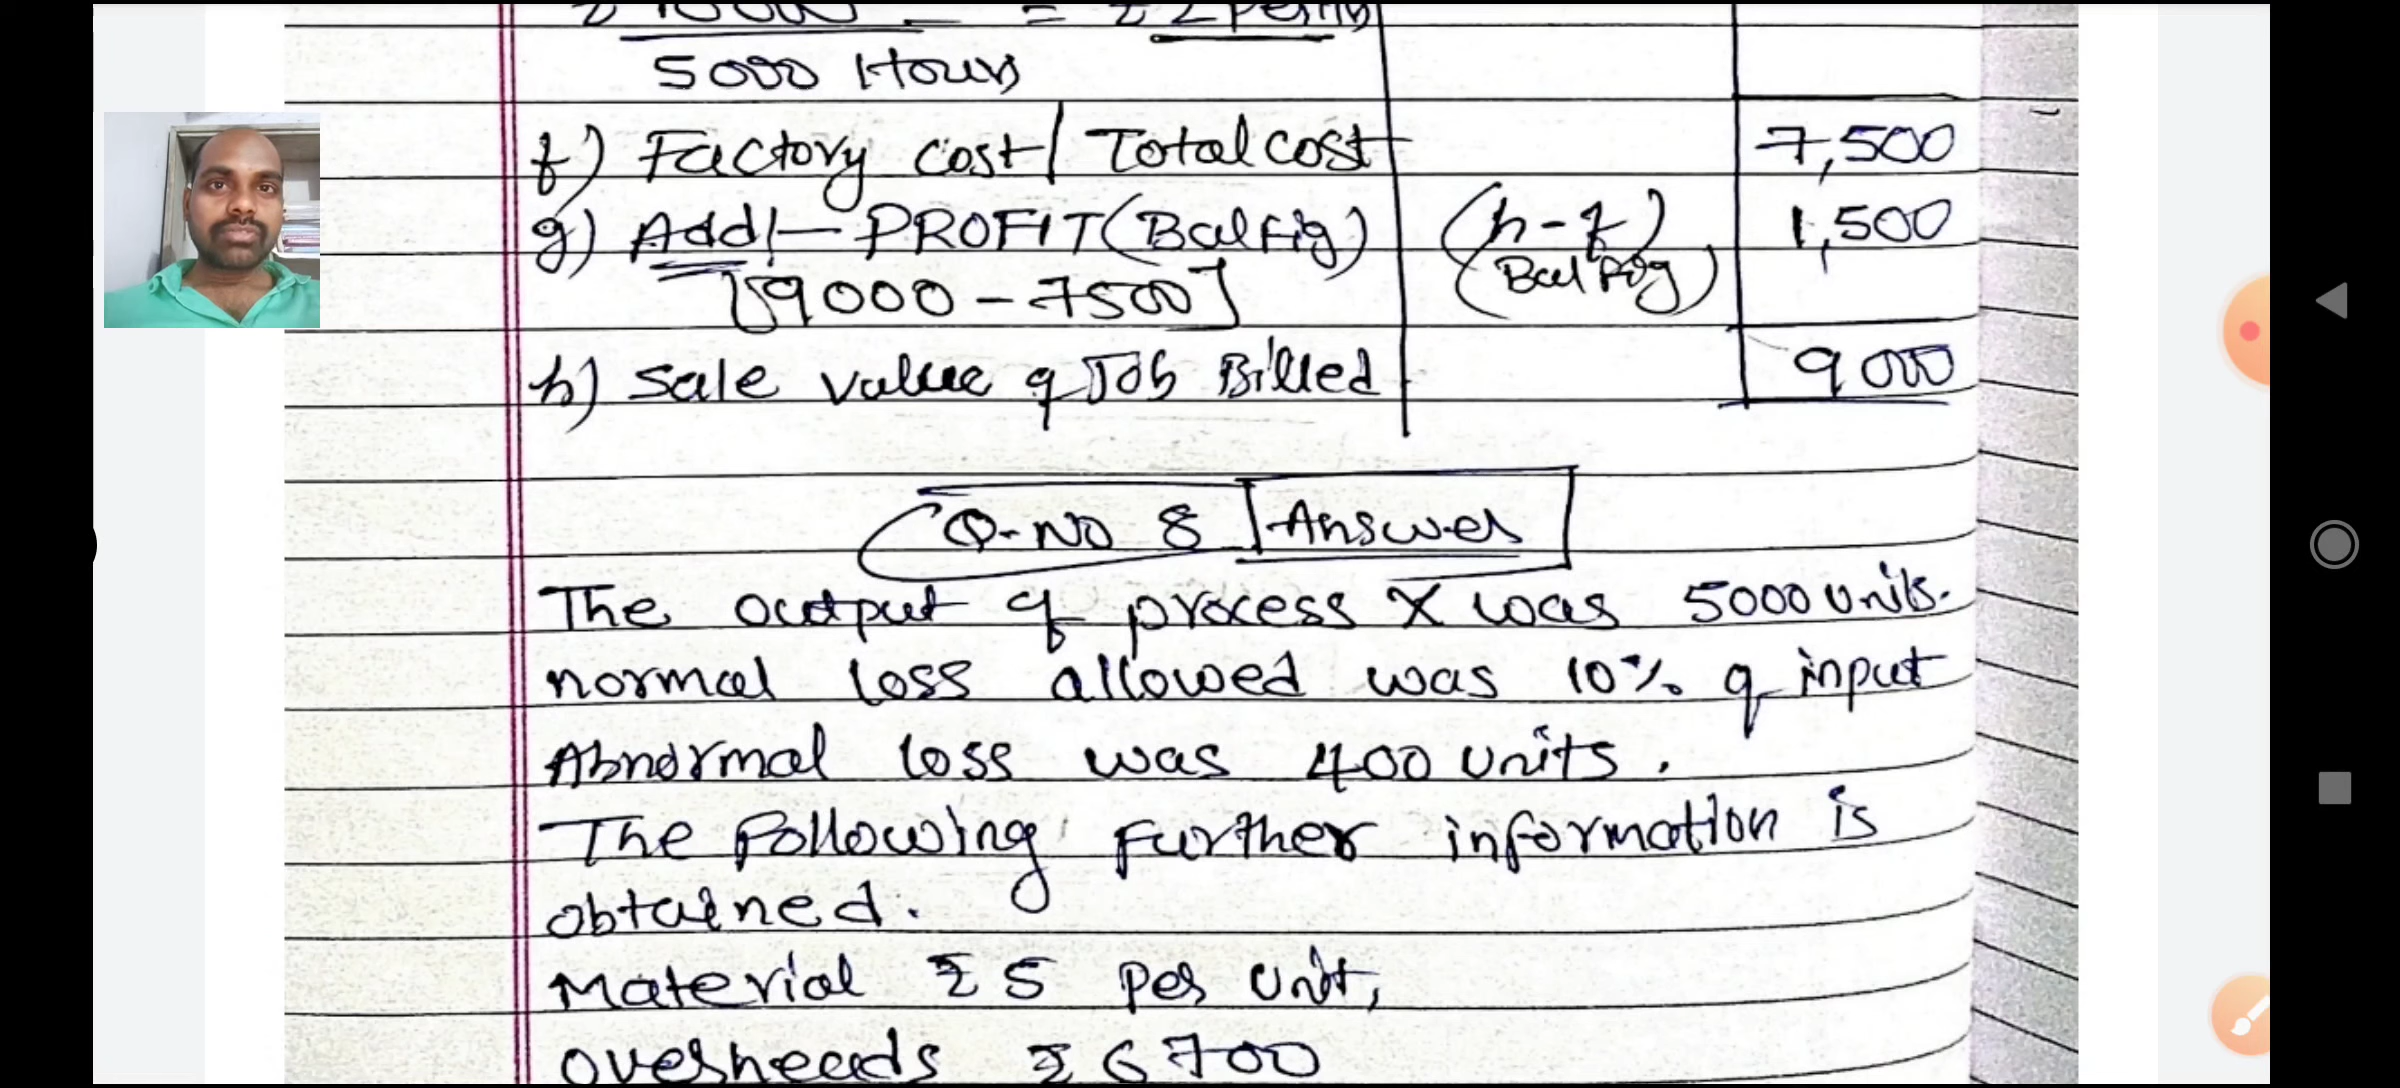 5000 Hours
f) Factory cost/Total cost 7,500
g) Add:- PROFIT (Bal Fig) (h-f) 1,500
(Bal Fig)
[9000-7500]
h) Sale value of Job Billed 9000
Q-NO 8 Answer
The output of process X was 5000 units.
normal loss allowed was 10% of input
Abnormal loss was 400 units.
The following further information is
obtained.
Material ₹5 per unit,
overheads ₹6700